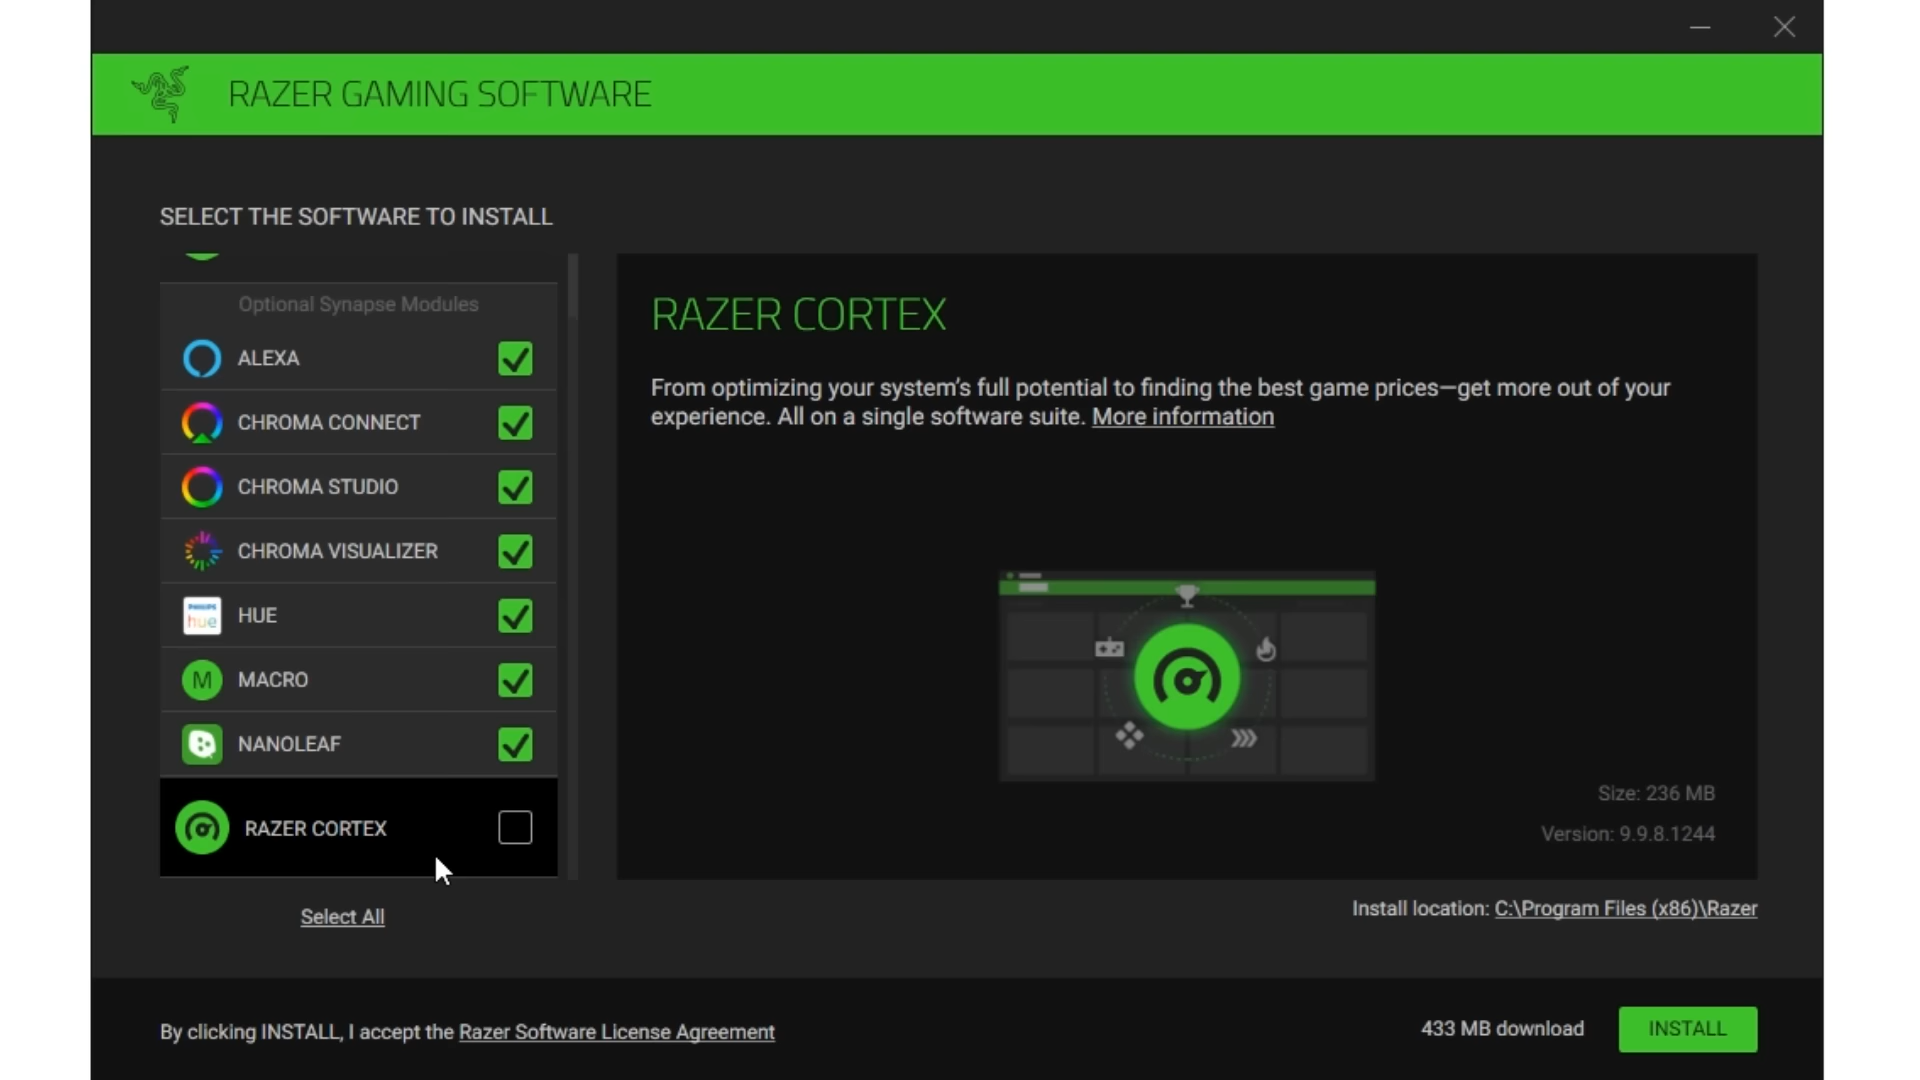 RAZER GAMING SOFTWARE
SELECT THE SOFTWARE TO INSTALL
Optional Synapse Modules
ALEXA
CHROMA CONNECT
CHROMA STUDIO
CHROMA VISUALIZER
PHILIPS
hue
HUE
M
MACRO
NANOLEAF
RAZER CORTEX
Select All
RAZER CORTEX
From optimizing your system’s full potential to finding the best game prices—get more out of your
experience. All on a single software suite. More information
Size: 236 MB
Version: 9.9.8.1244
Install location: C:\Program Files (x86)\Razer
By clicking INSTALL, I accept the Razer Software License Agreement
433 MB download
INSTALL